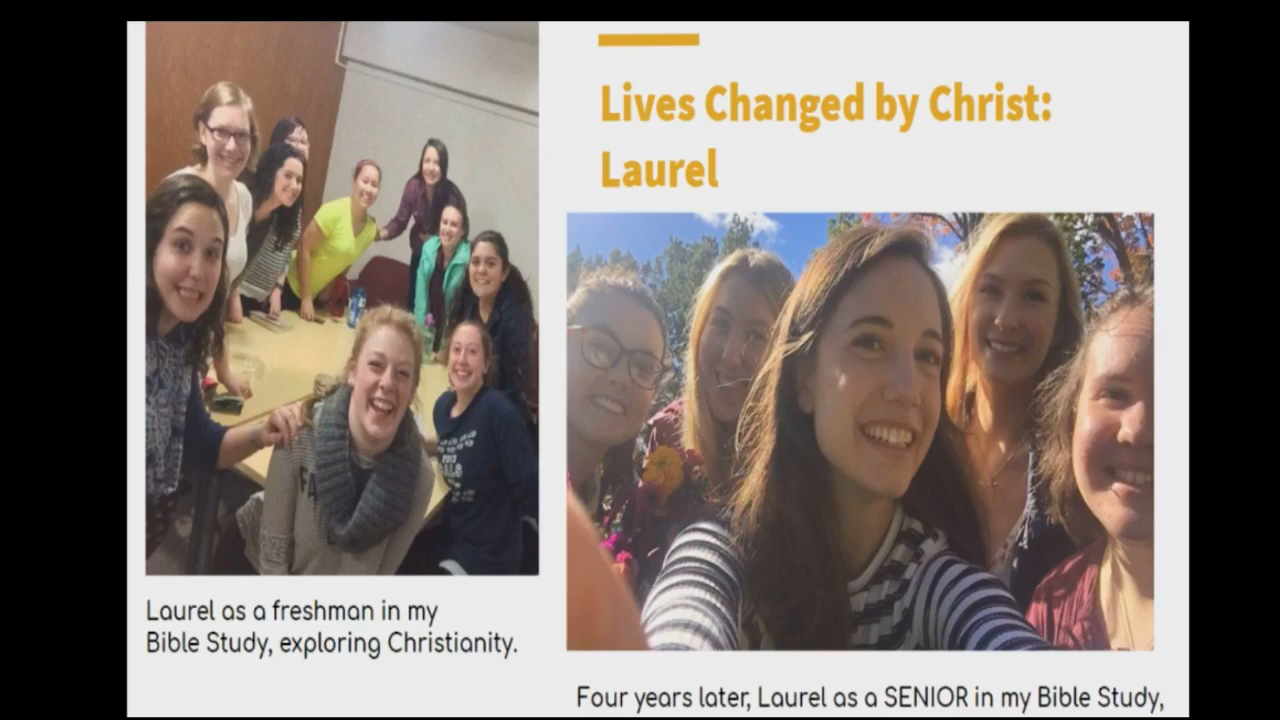 Lives Changed by Christ:
Laurel
Laurel as a freshman in my
Bible Study, exploring Christianity.
Four years later, Laurel as a SENIOR in my Bible Study,